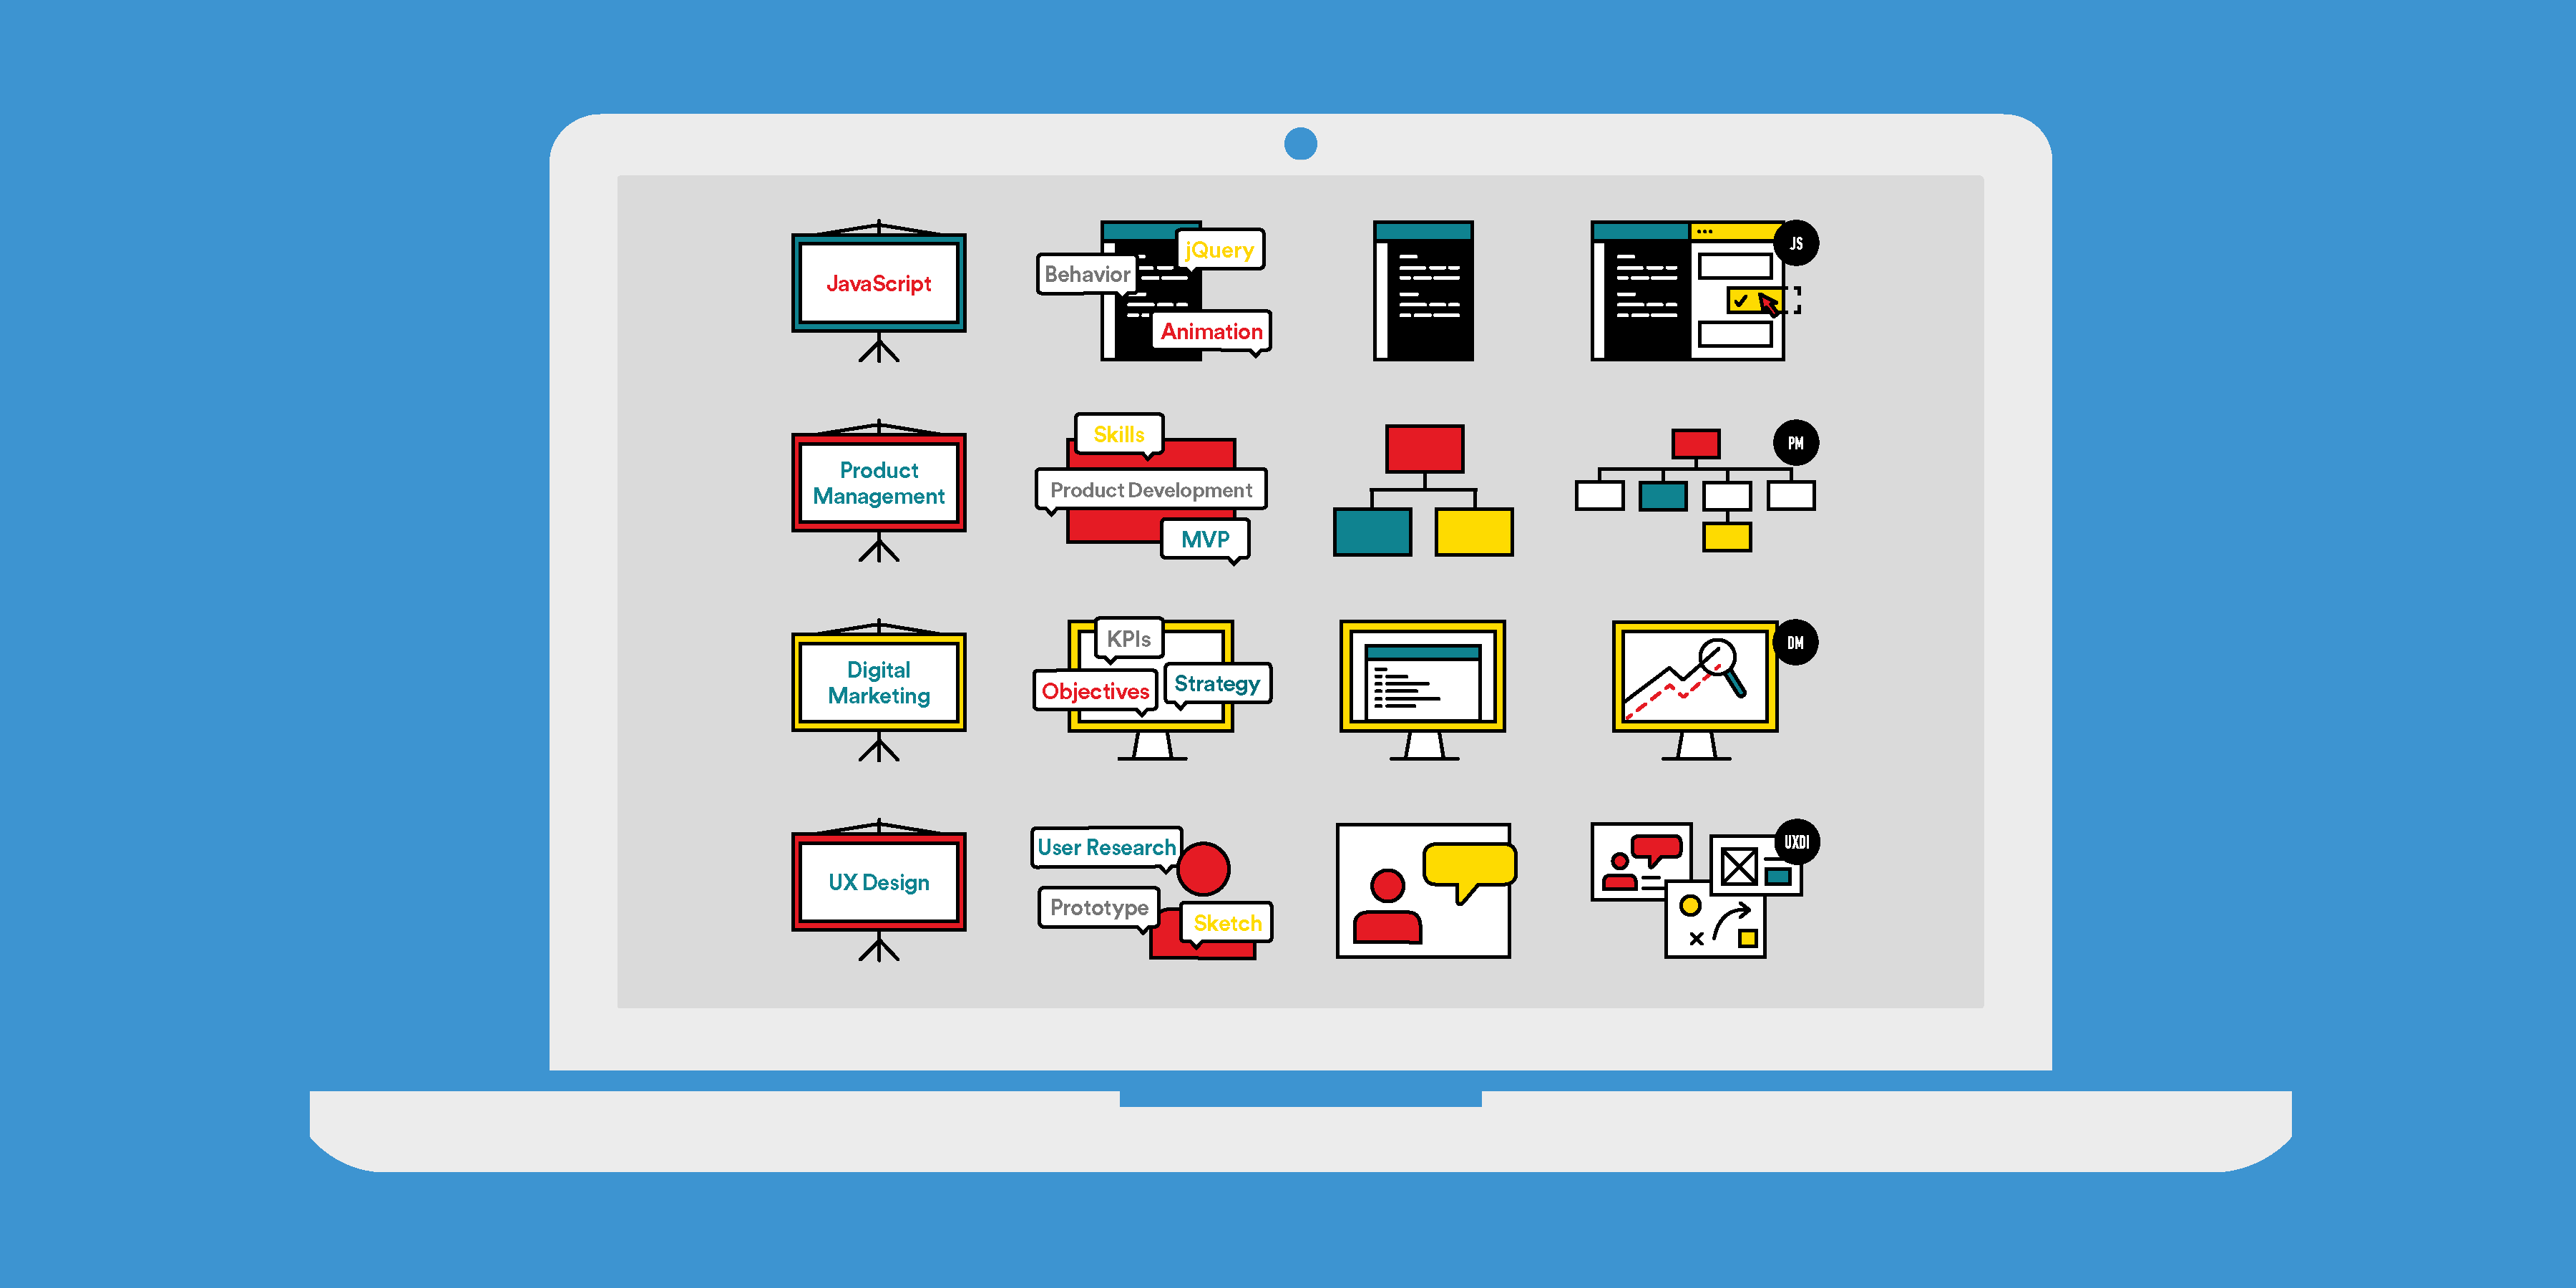 JavaScript
jQuery
Behavior
Animation
JS
Product
Management
Skills
Product Development
MVP
PM
Digital
Marketing
KPIs
Objectives
Strategy
DM
UX Design
User Research
Prototype
Sketch
UXDI